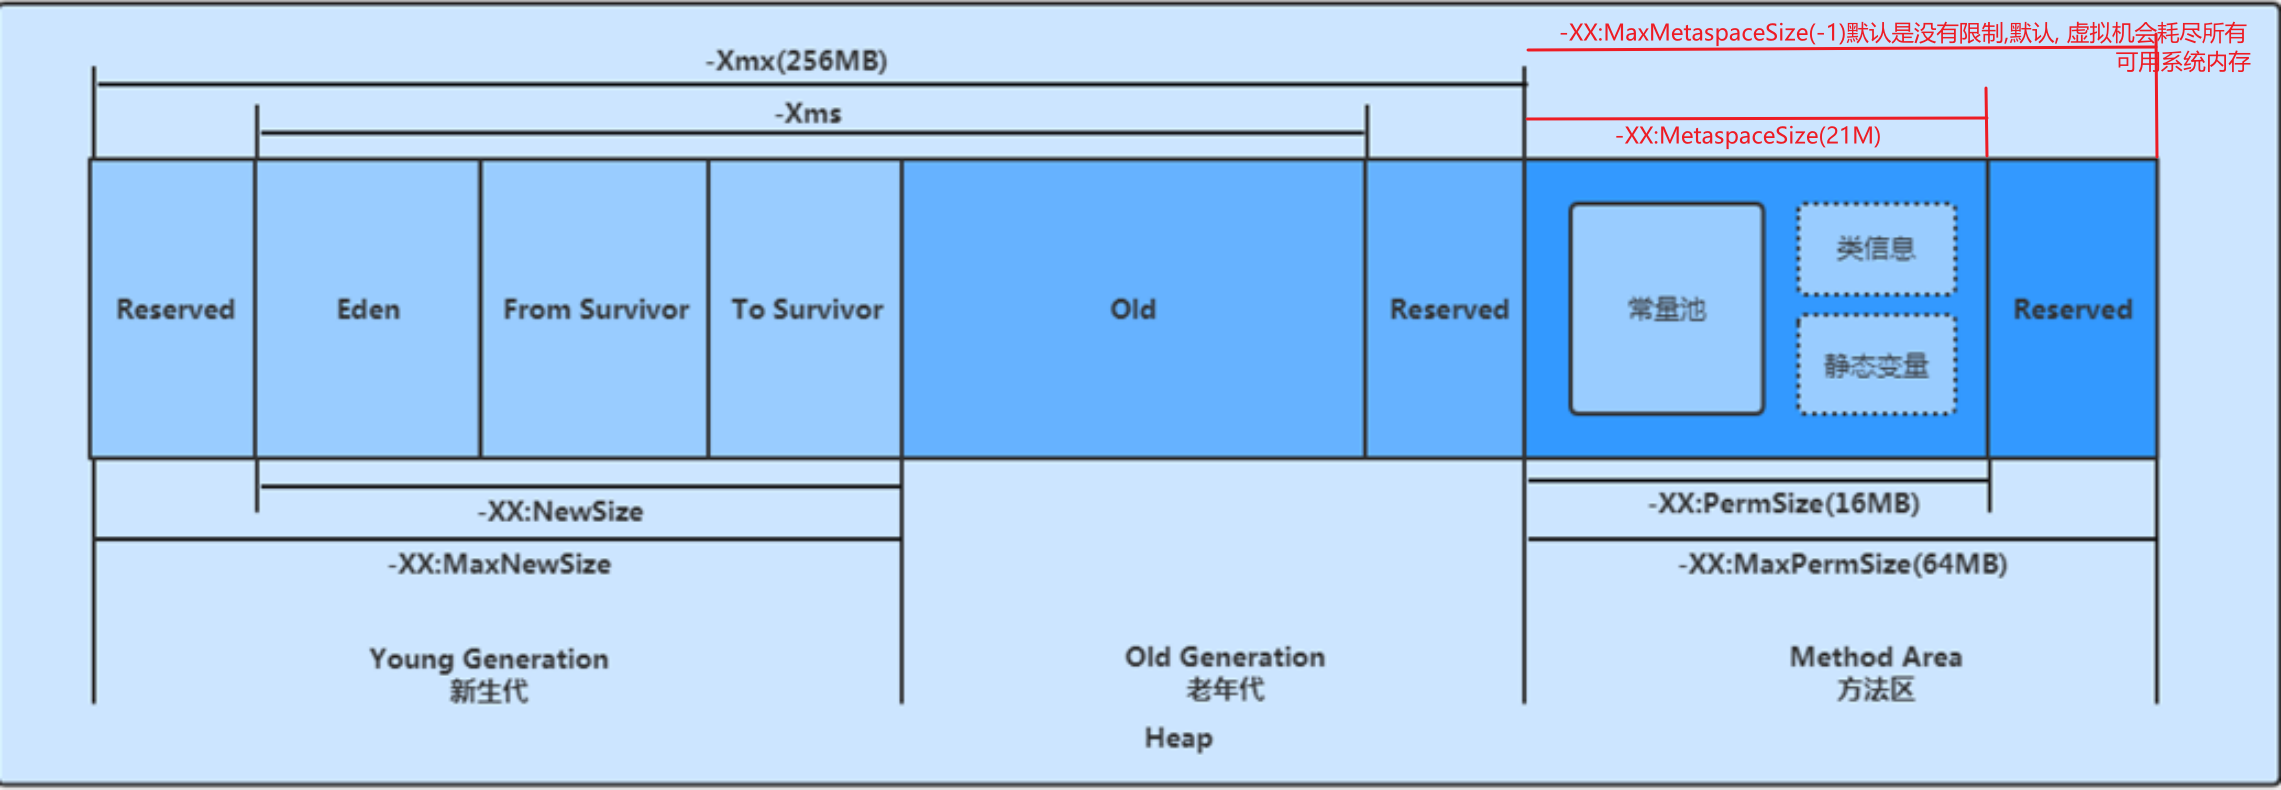 -XX:MaxMetaspaceSize(-1)默认是没有限制,默认, 虚拟机会耗尽所有
可用系统内存
-Xmx(256MB)
-Xms
-XX:MetaspaceSize(21M)
Reserved
Eden
From Survivor
To Survivor
Old
Reserved
常量池
类信息
静态变量
Reserved
-XX:NewSize
-XX:MaxNewSize
-XX:PermSize(16MB)
-XX:MaxPermSize(64MB)
Young Generation
新生代
Old Generation
老年代
Method Area
方法区
Heap